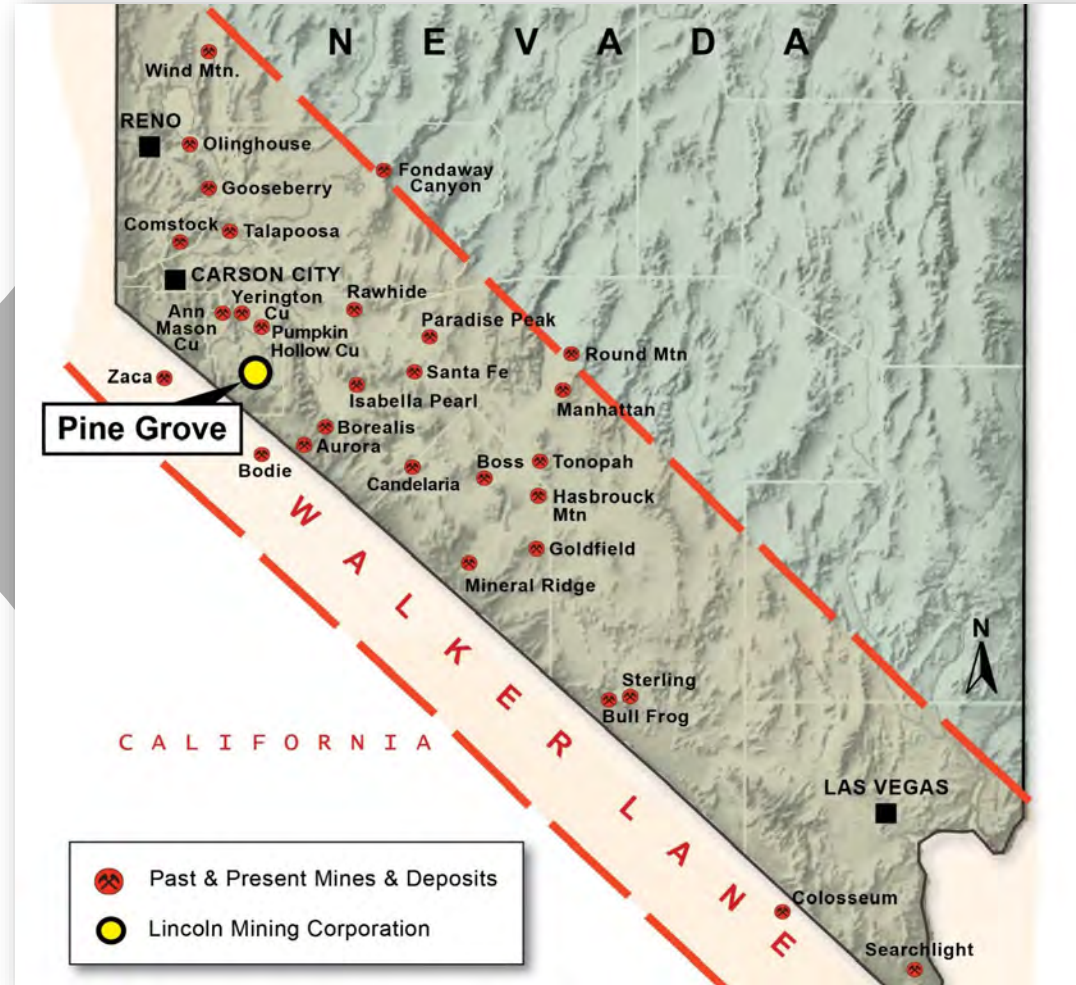 N E V A D A
Wind Mtn.
RENO
Olinghouse
Fondaway
Canyon
Gooseberry
Comstock
Talapoosa
CARSON CITY
Yerington
Cu
Ann
Mason
Cu
Pumpkin
Hollow Cu
Rawhide
Paradise Peak
Round Mtn
Zaca
Santa Fe
Isabella Pearl
Manhattan
Pine Grove
Borealis
Aurora
Bodie
Candelaria
Boss
Tonopah
Hasbrouck
Mtn
Goldfield
Mineral Ridge
WALKER LANE
N
Sterling
Bull Frog
CALIFORNIA
LAS VEGAS
Past & Present Mines & Deposits
Lincoln Mining Corporation
Colosseum
Searchlight